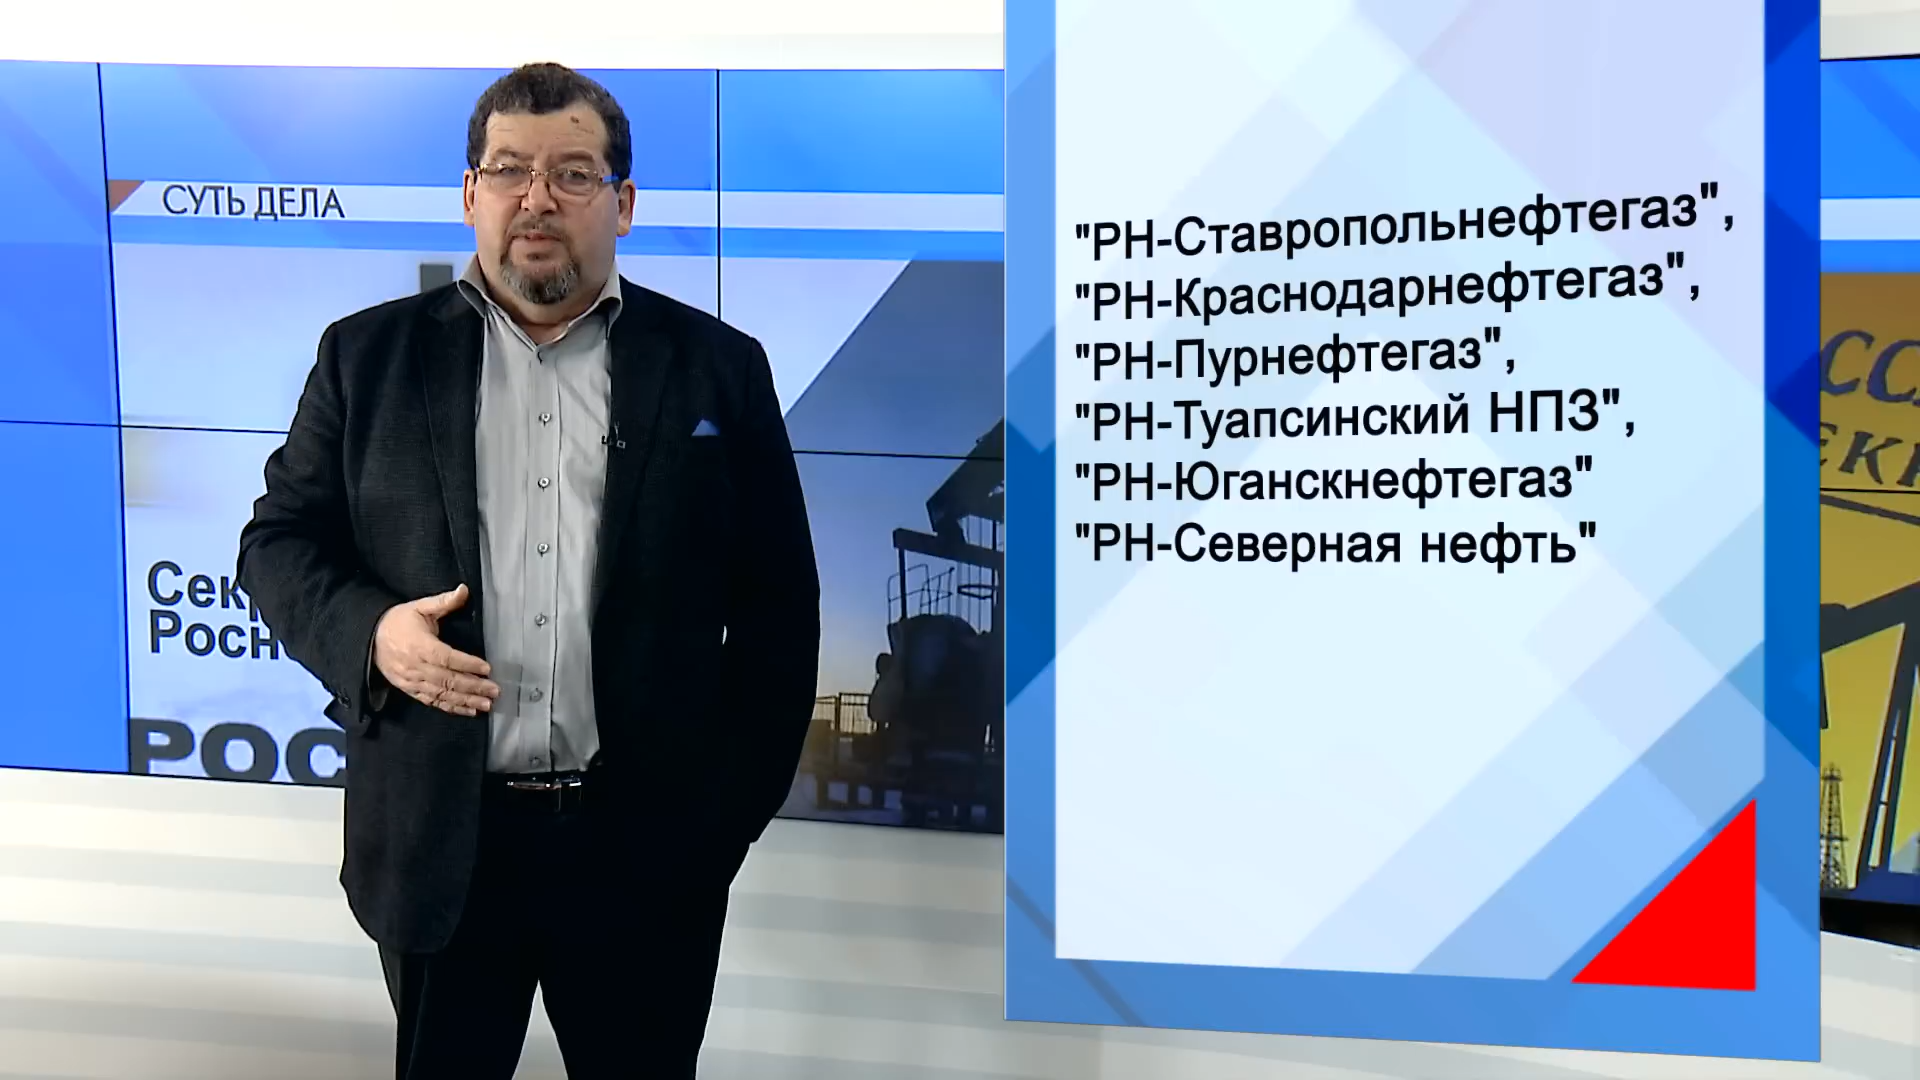 СУТЬ ДЕЛА
"РН-Ставропольнефтегаз",
"РН-Краснодарнефтегаз",
"РН-Пурнефтегаз",
"РН-Туапсинский НПЗ",
"РН-Юганскнефтегаз"
"РН-Северная нефть"